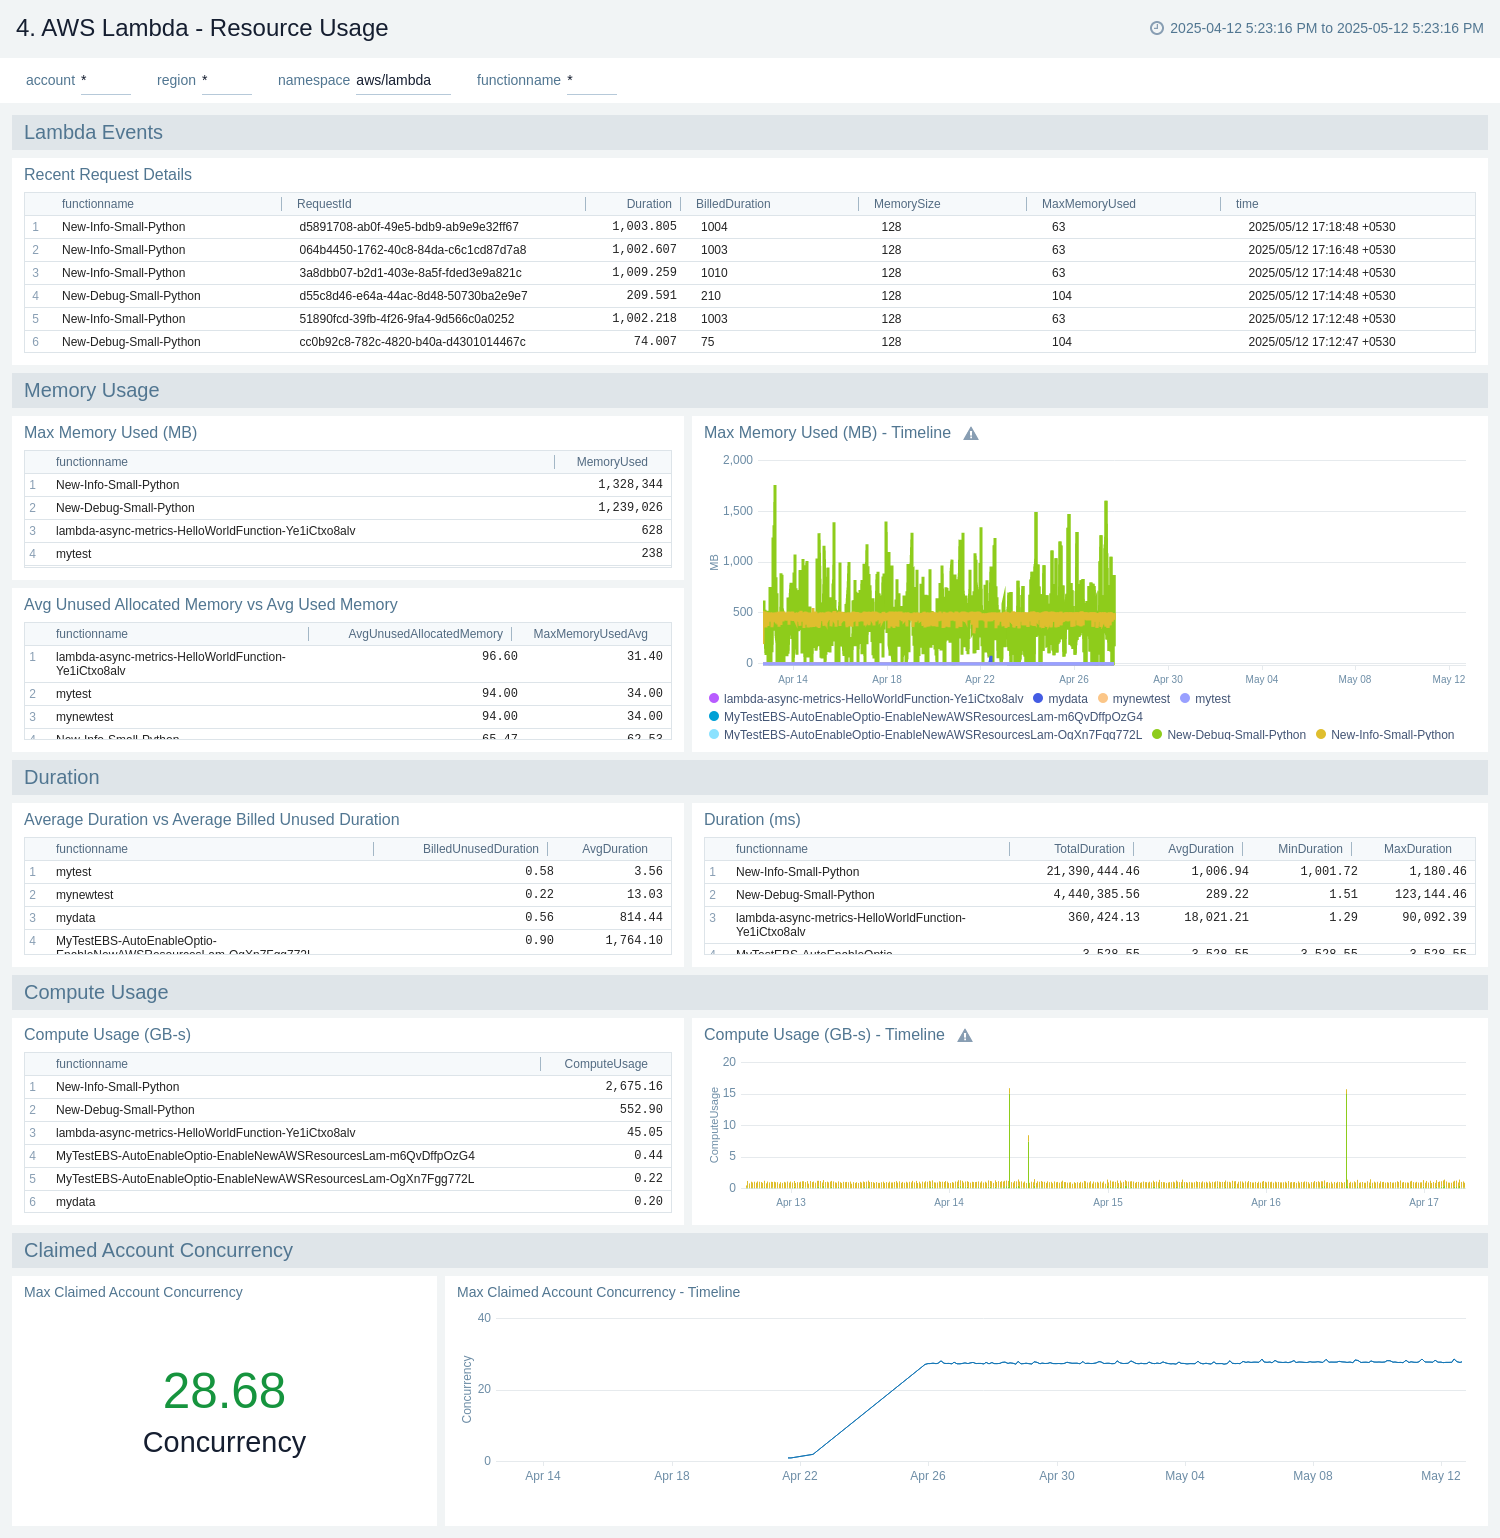 4. AWS Lambda - Resource Usage
2025-04-12 5:23:16 PM to 2025-05-12 5:23:16 PM
account * region * namespace aws/lambda functionname *
Lambda Events
Recent Request Details
functionname RequestId Duration BilledDuration MemorySize MaxMemoryUsed time
1 New-Info-Small-Python d5891708-ab0f-49e5-bdb9-ab9e9e32ff67 1,003.805 1004 128 63 2025/05/12 17:18:48 +0530
2 New-Info-Small-Python 064b4450-1762-40c8-84da-c6c1cd87d7a8 1,002.607 1003 128 63 2025/05/12 17:16:48 +0530
3 New-Info-Small-Python 3a8dbb07-b2d1-403e-8a5f-fded3e9a821c 1,009.259 1010 128 63 2025/05/12 17:14:48 +0530
4 New-Debug-Small-Python d55c8d46-e64a-44ac-8d48-50730ba2e9e7 209.591 210 128 104 2025/05/12 17:14:48 +0530
5 New-Info-Small-Python 51890fcd-39fb-4f26-9fa4-9d566c0a0252 1,002.218 1003 128 63 2025/05/12 17:12:48 +0530
6 New-Debug-Small-Python cc0b92c8-782c-4820-b40a-d4301014467c 74.007 75 128 104 2025/05/12 17:12:47 +0530
Memory Usage
Max Memory Used (MB)
functionname MemoryUsed
1 New-Info-Small-Python 1,328,344
2 New-Debug-Small-Python 1,239,026
3 lambda-async-metrics-HelloWorldFunction-Ye1iCtxo8alv 628
4 mytest 238
Avg Unused Allocated Memory vs Avg Used Memory
functionname AvgUnusedAllocatedMemory MaxMemoryUsedAvg
1 lambda-async-metrics-HelloWorldFunction- 96.60 31.40
Ye1iCtxo8alv
2 mytest 94.00 34.00
3 mynewtest 94.00 34.00
4 New-Info-Small-Python 65.47 62.53
Max Memory Used (MB) - Timeline
2,000
1,500
1,000
500
0
MB
Apr 14 Apr 18 Apr 22 Apr 26 Apr 30 May 04 May 08 May 12
lambda-async-metrics-HelloWorldFunction-Ye1iCtxo8alv mydata mynewtest mytest
MyTestEBS-AutoEnableOptio-EnableNewAWSResourcesLam-m6QvDffpOzG4
MyTestEBS-AutoEnableOptio-EnableNewAWSResourcesLam-OgXn7Fgg772L New-Debug-Small-Python New-Info-Small-Python
Duration
Average Duration vs Average Billed Unused Duration
functionname BilledUnusedDuration AvgDuration
1 mytest 0.58 3.56
2 mynewtest 0.22 13.03
3 mydata 0.56 814.44
4 MyTestEBS-AutoEnableOptio- 0.90 1,764.10
EnableNewAWSResourcesLam-OgXn7Fgg772L
Duration (ms)
functionname TotalDuration AvgDuration MinDuration MaxDuration
1 New-Info-Small-Python 21,390,444.46 1,006.94 1,001.72 1,180.46
2 New-Debug-Small-Python 4,440,385.56 289.22 1.51 123,144.46
3 lambda-async-metrics-HelloWorldFunction- 360,424.13 18,021.21 1.29 90,092.39
Ye1iCtxo8alv
4 MyTestEBS-AutoEnableOptio- 3,528.55 3,528.55 3,528.55 3,528.55
Compute Usage
Compute Usage (GB-s)
functionname ComputeUsage
1 New-Info-Small-Python 2,675.16
2 New-Debug-Small-Python 552.90
3 lambda-async-metrics-HelloWorldFunction-Ye1iCtxo8alv 45.05
4 MyTestEBS-AutoEnableOptio-EnableNewAWSResourcesLam-m6QvDffpOzG4 0.44
5 MyTestEBS-AutoEnableOptio-EnableNewAWSResourcesLam-OgXn7Fgg772L 0.22
6 mydata 0.20
Compute Usage (GB-s) - Timeline
20
15
10
5
0
ComputeUsage
Apr 13 Apr 14 Apr 15 Apr 16 Apr 17
Claimed Account Concurrency
Max Claimed Account Concurrency
28.68
Concurrency
Max Claimed Account Concurrency - Timeline
40
20
0
Concurrency
Apr 14 Apr 18 Apr 22 Apr 26 Apr 30 May 04 May 08 May 12